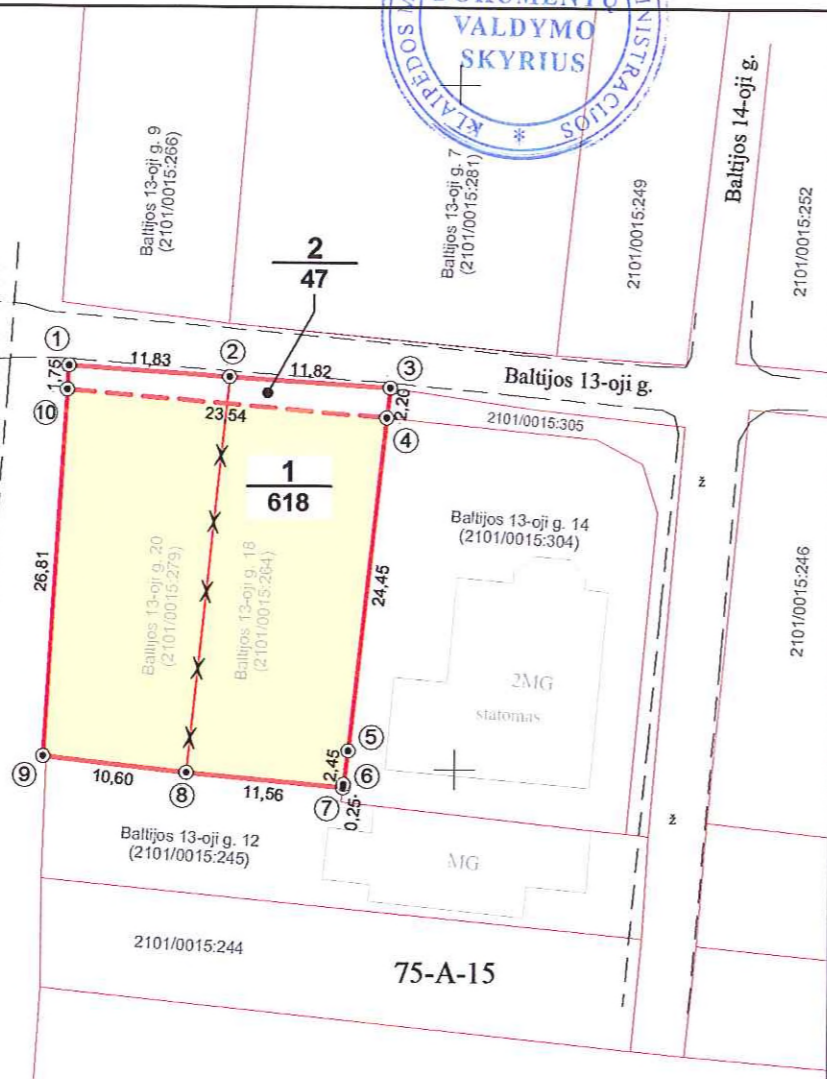 DOKUMENTŲ
VALDYMO
SKYRIUS
KLAIPĖDOS
*
Baltijos 14-oji g.
Baltijos 13-oji g. 9
(2101/0015:266)
Baltijos 13-oji g. 7
(2101/0015:281)
2101/0015:249
2101/0015:252
2
47
1
11,83
2
11,82
3
Baltijos 13-oji g.
1,75
10
23,54
2,20
4
2101/0015:305
1
618
ž
Baltijos 13-oji g. 14
(2101/0015:304)
26,81
Baltijos 13-oji g. 20
(2101/0015:279)
Baltijos 13-oji g. 18
(2101/0015:264)
24,45
2101/0015:246
2MG
statomas
5
9
10,60
8
11,56
2,45
6
7
0,25
ž
Baltijos 13-oji g. 12
(2101/0015:245)
MG
2101/0015:244
75-A-15